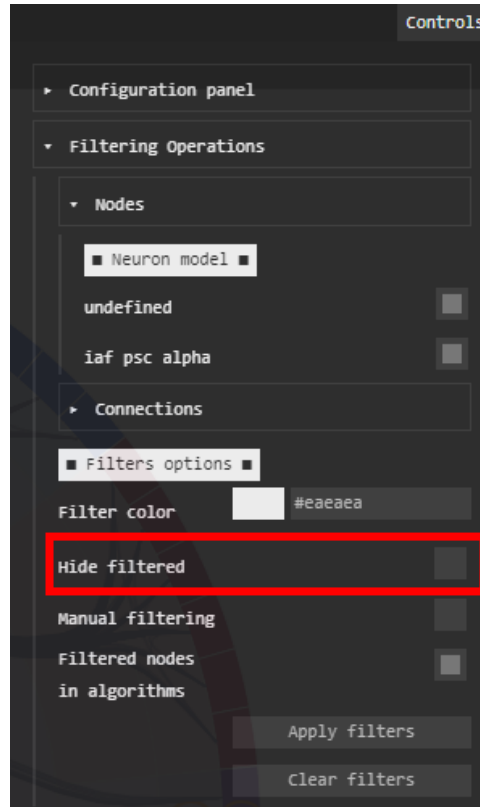 Controls
▸ Configuration panel
▾ Filtering Operations
▾ Nodes
■ Neuron model ■
undefined
iaf psc alpha
▸ Connections
■ Filters options ■
Filter color #eaeaea
Hide filtered
Manual filtering
Filtered nodes
in algorithms
Apply filters
Clear filters